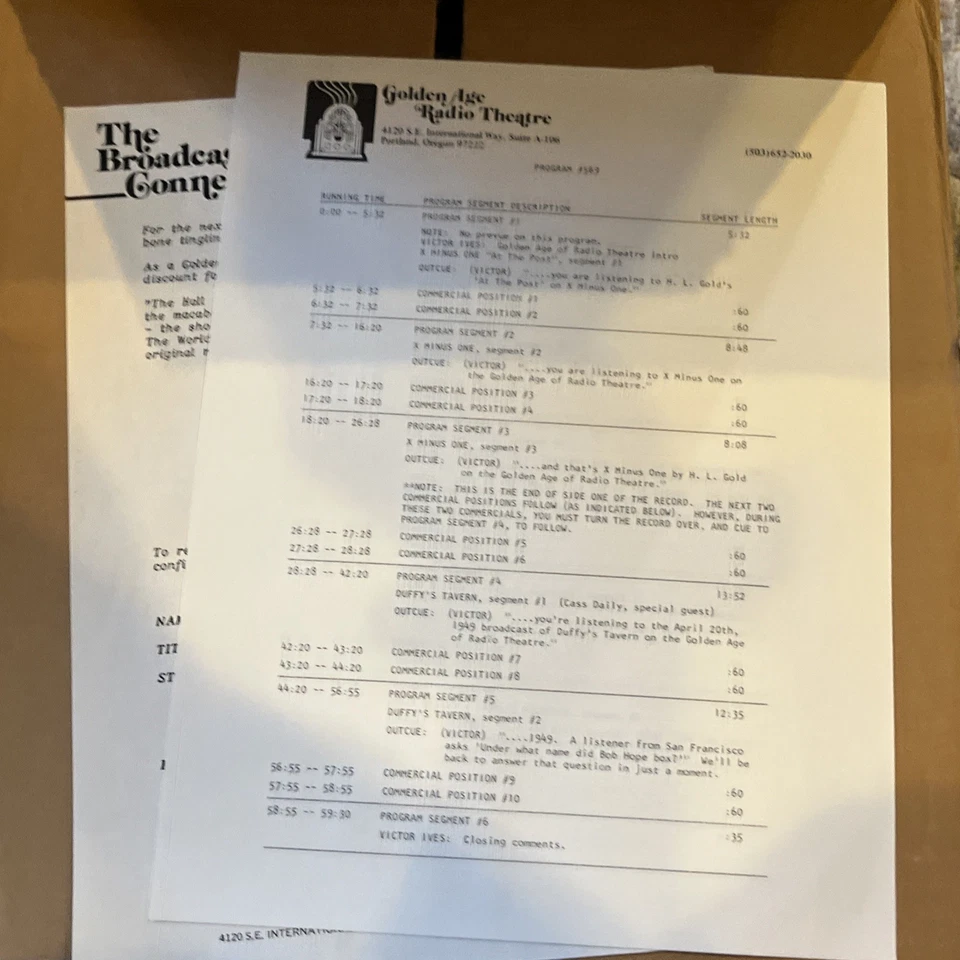 The
Broadcas
Conne
For the nex
bone tinglin
As a Golde
discount fo
"The Hall
the macab
- the sho
The World
original r
To re
confi
NAM
TIT
ST
1
4120 S.E. INTERNATIONAL
Golden Age
Radio Theatre
4120 S.E. International Way, Suite A-106
Portland, Oregon 97222
(503)652-2030
PROGRAM #569
RUNNING TIME PROGRAM SEGMENT DESCRIPTION SEGMENT LENGTH
0:00 -- 5:32 PROGRAM SEGMENT #1 5:32
NOTE: No prevue on this program.
VICTOR IVES: Golden Age of Radio Theatre intro
X MINUS ONE "At The Post", segment #1
OUTCUE: (VICTOR) "....you are listening to H. L. Gold's
'At The Post' on X Minus One."
5:32 -- 6:32 COMMERCIAL POSITION #1 :60
6:32 -- 7:32 COMMERCIAL POSITION #2 :60
7:32 -- 16:20 PROGRAM SEGMENT #2 8:48
X MINUS ONE, segment #2
OUTCUE: (VICTOR) "....you are listening to X Minus One on
the Golden Age of Radio Theatre."
16:20 -- 17:20 COMMERCIAL POSITION #3 :60
17:20 -- 18:20 COMMERCIAL POSITION #4 :60
18:20 -- 26:28 PROGRAM SEGMENT #3 8:08
X MINUS ONE, segment #3
OUTCUE: (VICTOR) "....and that's X Minus One by H. L. Gold
on the Golden Age of Radio Theatre."
**NOTE: THIS IS THE END OF SIDE ONE OF THE RECORD. THE NEXT TWO
COMMERCIAL POSITIONS FOLLOW (AS INDICATED BELOW). HOWEVER, DURING
THESE TWO COMMERCIALS, YOU MUST TURN THE RECORD OVER, AND CUE TO
PROGRAM SEGMENT #4, TO FOLLOW.
26:28 -- 27:28 COMMERCIAL POSITION #5 :60
27:28 -- 28:28 COMMERCIAL POSITION #6 :60
28:28 -- 42:20 PROGRAM SEGMENT #4 13:52
DUFFY'S TAVERN, segment #1 (Cass Daily, special guest)
OUTCUE: (VICTOR) "....you're listening to the April 20th,
1949 broadcast of Duffy's Tavern on the Golden Age
of Radio Theatre."
42:20 -- 43:20 COMMERCIAL POSITION #7 :60
43:20 -- 44:20 COMMERCIAL POSITION #8 :60
44:20 -- 56:55 PROGRAM SEGMENT #5 12:35
DUFFY'S TAVERN, segment #2
OUTCUE: (VICTOR) "....1949. A listener from San Francisco
asks 'Under what name did Bob Hope box?'" We'll be
back to answer that question in just a moment.
56:55 -- 57:55 COMMERCIAL POSITION #9 :60
57:55 -- 58:55 COMMERCIAL POSITION #10 :60
58:55 -- 59:30 PROGRAM SEGMENT #6 :35
VICTOR IVES: Closing comments.